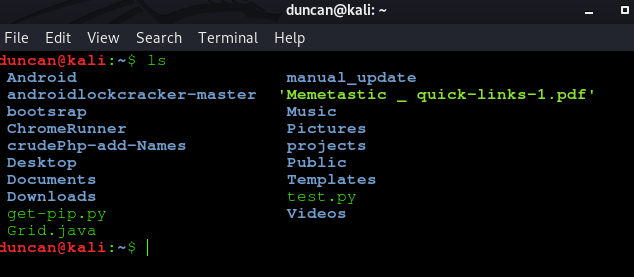 duncan@kali: ~
File Edit View Search Terminal Help
duncan@kali:~$ ls
Android manual_update
androidlockcracker-master 'Memetastic _ quick-links-1.pdf'
bootsrap Music
ChromeRunner Pictures
crudePhp-add-Names projects
Desktop Public
Documents Templates
Downloads test.py
get-pip.py Videos
Grid.java
duncan@kali:~$